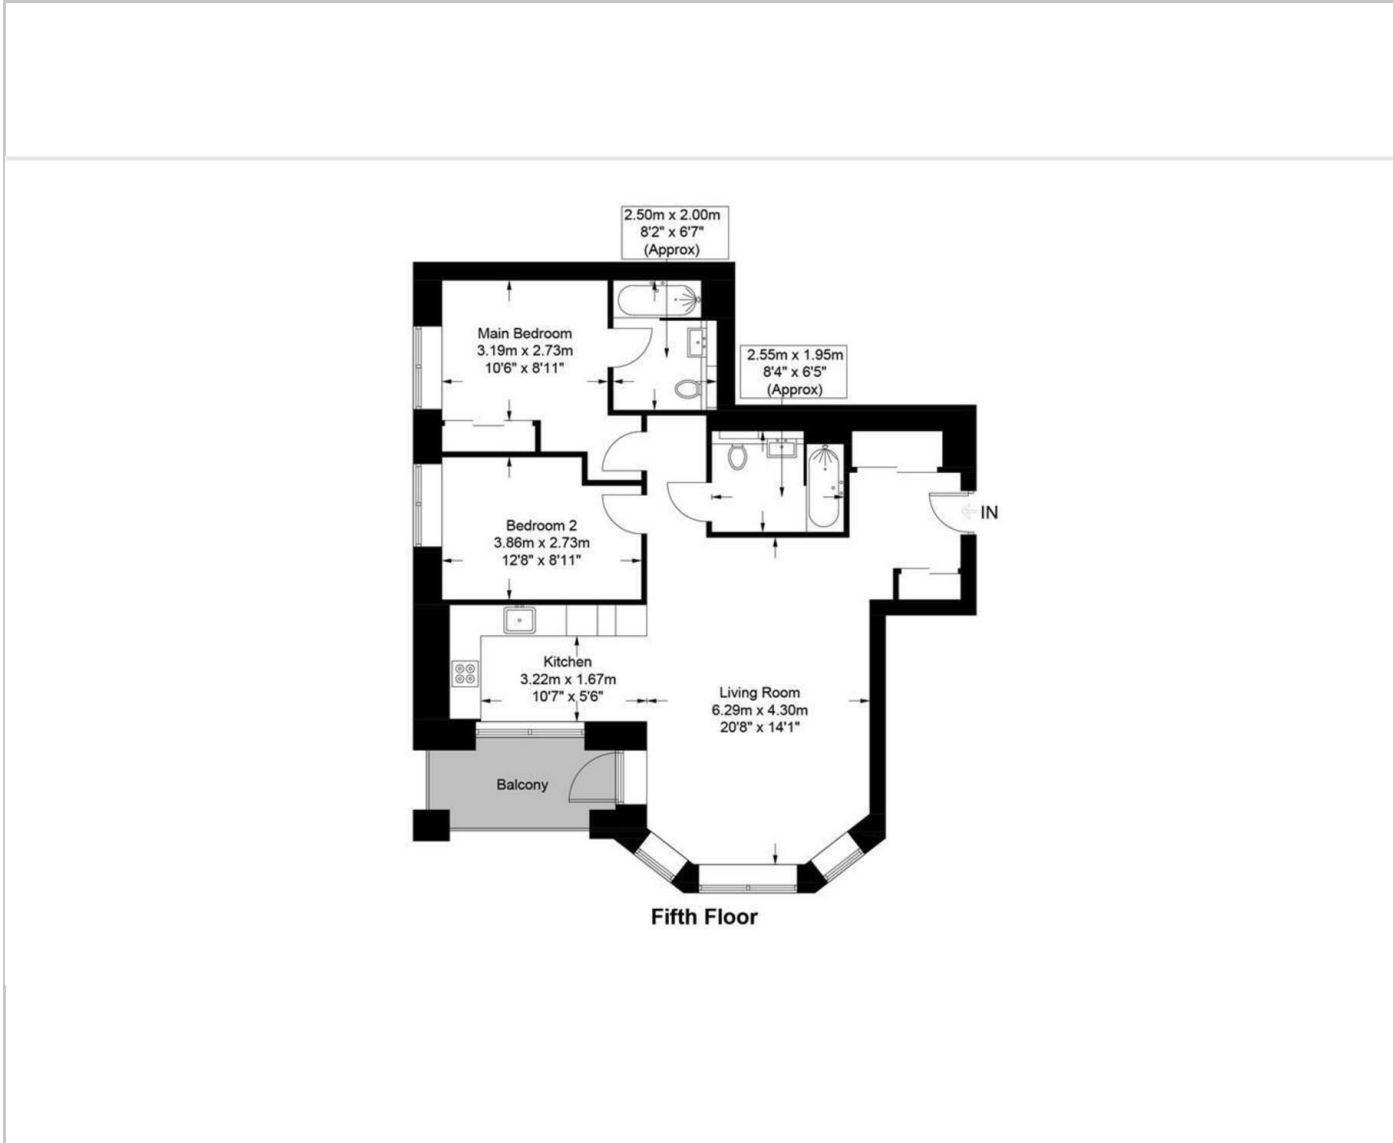 2.50m x 2.00m
8'2" x 6'7"
(Approx)
Main Bedroom
3.19m x 2.73m
10'6" x 8'11"
2.55m x 1.95m
8'4" x 6'5"
(Approx)
IN
Bedroom 2
3.86m x 2.73m
12'8" x 8'11"
Kitchen
3.22m x 1.67m
10'7" x 5'6"
Living Room
6.29m x 4.30m
20'8" x 14'1"
Balcony
Fifth Floor